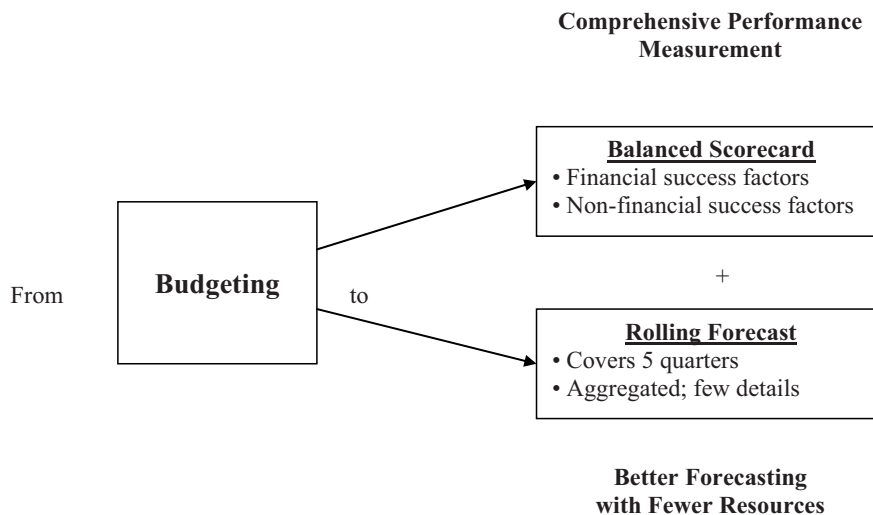 Comprehensive Performance
Measurement
Balanced Scorecard
• Financial success factors
• Non-financial success factors
From
Budgeting
to
+
Rolling Forecast
• Covers 5 quarters
• Aggregated; few details
Better Forecasting
with Fewer Resources